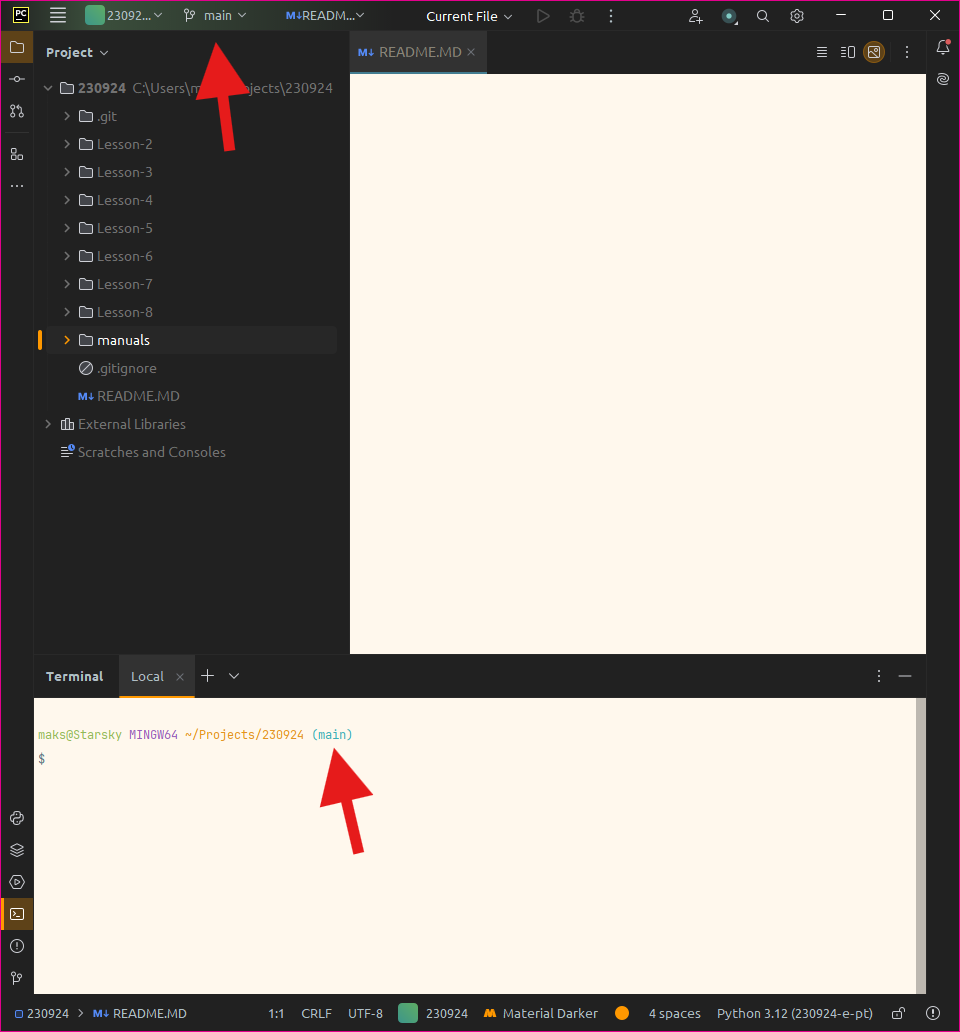 PC 23092... main M↓READM... Current File
Project
README.MD
230924 C:\Users\m ojects\230924
.git
Lesson-2
Lesson-3
Lesson-4
Lesson-5
Lesson-6
Lesson-7
Lesson-8
manuals
.gitignore
M↓ README.MD
External Libraries
Scratches and Consoles
Terminal Local
maks@Starsky MINGW64 ~/Projects/230924 (main)
$
230924 > M↓ README.MD 1:1 CRLF UTF-8 230924 Material Darker 4 spaces Python 3.12 (230924-e-pt)